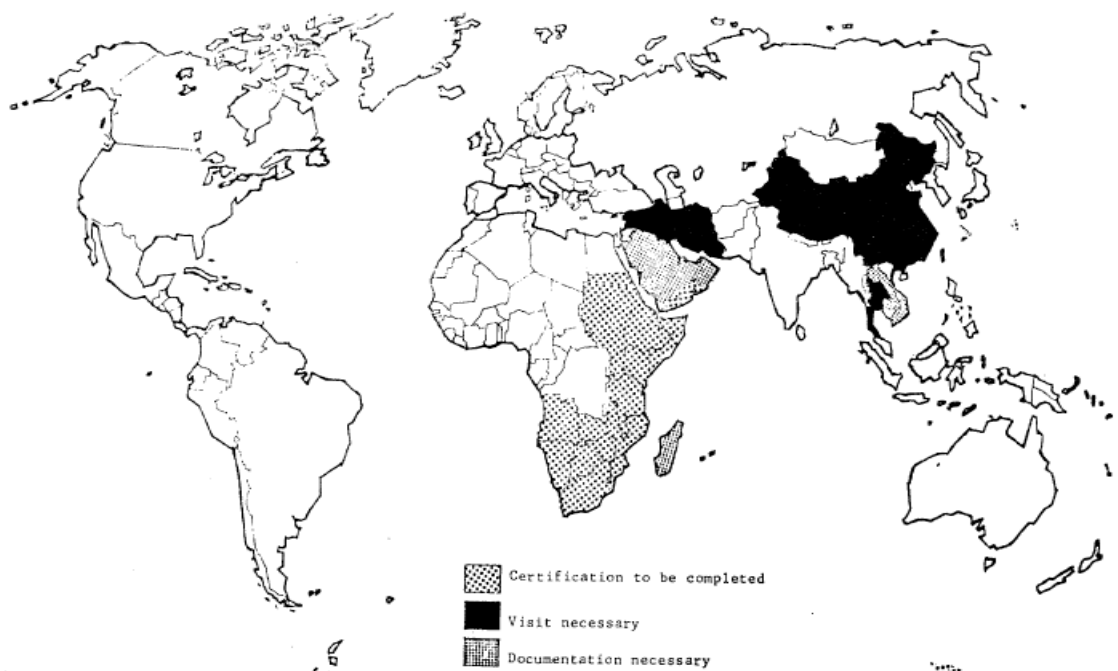 Certification to be completed
Visit necessary
Documentation necessary